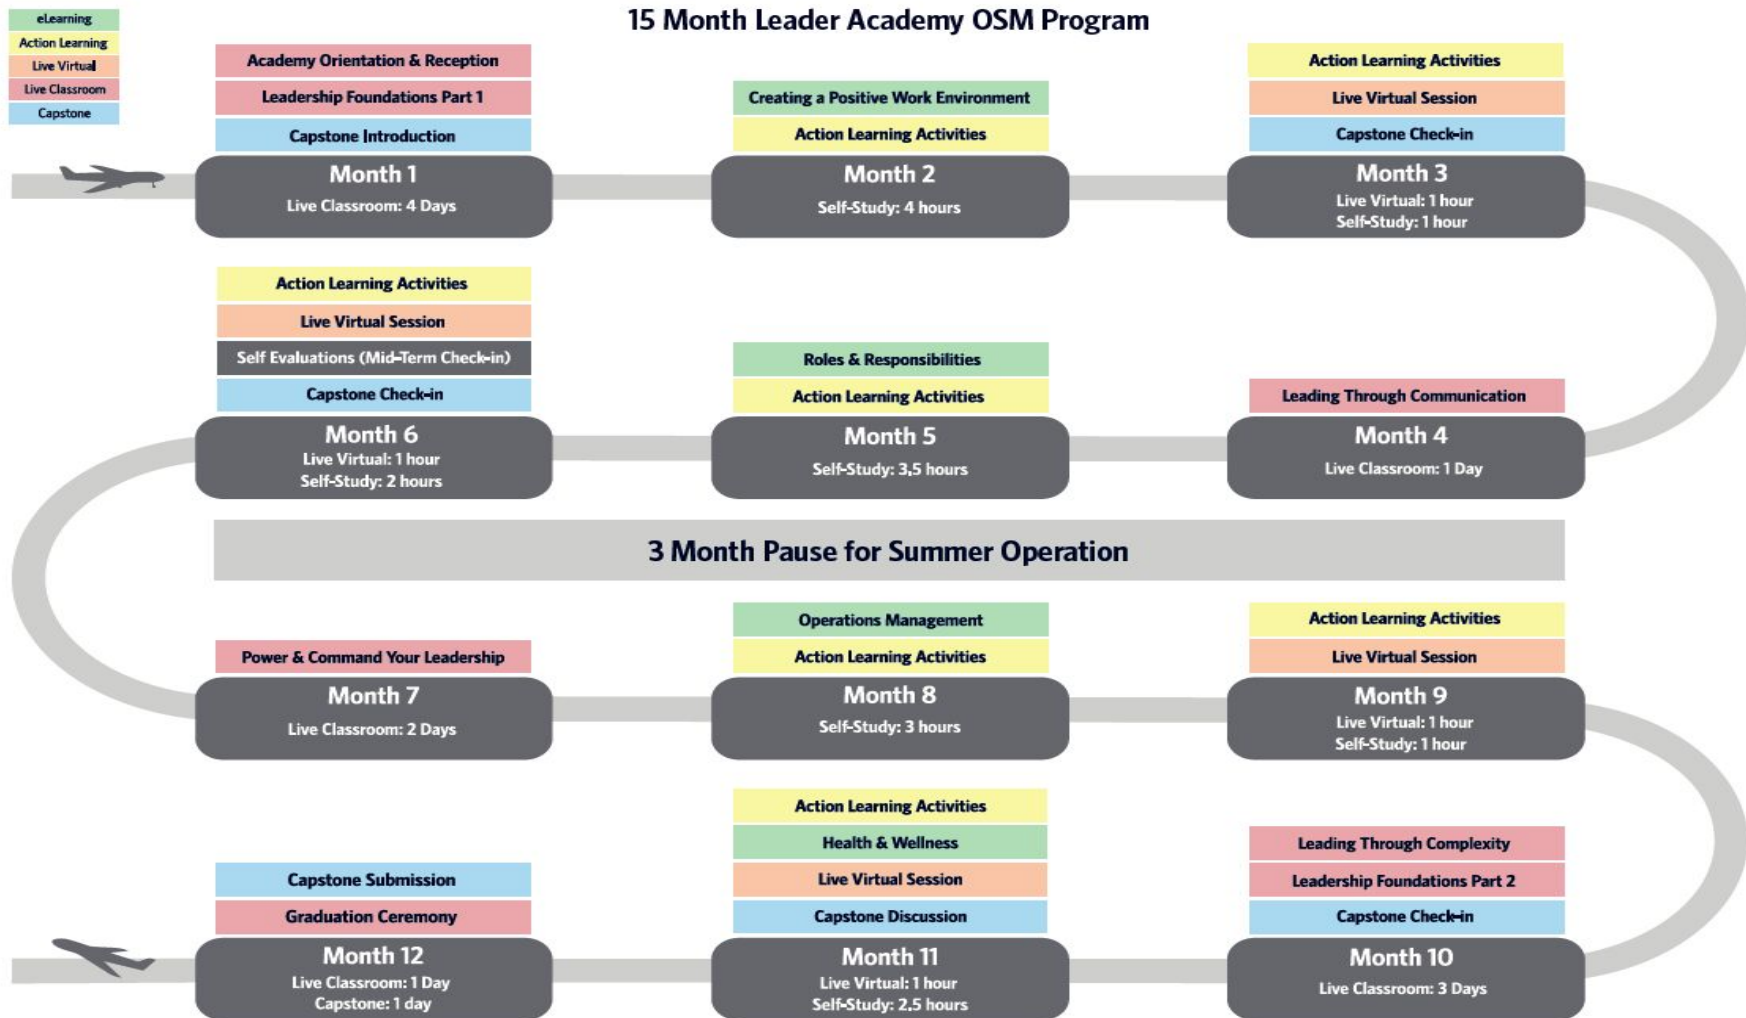 15 Month Leader Academy OSM Program
eLearning
Action Learning
Live Virtual
Live Classroom
Capstone
Academy Orientation & Reception
Leadership Foundations Part 1
Capstone Introduction
Month 1
Live Classroom: 4 Days
Creating a Positive Work Environment
Action Learning Activities
Month 2
Self-Study: 4 hours
Action Learning Activities
Live Virtual Session
Capstone Check-in
Month 3
Live Virtual: 1 hour
Self-Study: 1 hour
Leading Through Communication
Month 4
Live Classroom: 1 Day
Roles & Responsibilities
Action Learning Activities
Month 5
Self-Study: 3.5 hours
Action Learning Activities
Live Virtual Session
Self Evaluations (Mid-Term Check-in)
Capstone Check-in
Month 6
Live Virtual: 1 hour
Self-Study: 2 hours
3 Month Pause for Summer Operation
Power & Command Your Leadership
Month 7
Live Classroom: 2 Days
Operations Management
Action Learning Activities
Month 8
Self-Study: 3 hours
Action Learning Activities
Live Virtual Session
Month 9
Live Virtual: 1 hour
Self-Study: 1 hour
Leading Through Complexity
Leadership Foundations Part 2
Capstone Check-in
Month 10
Live Classroom: 3 Days
Action Learning Activities
Health & Wellness
Live Virtual Session
Capstone Discussion
Month 11
Live Virtual: 1 hour
Self-Study: 2.5 hours
Capstone Submission
Graduation Ceremony
Month 12
Live Classroom: 1 Day
Capstone: 1 day